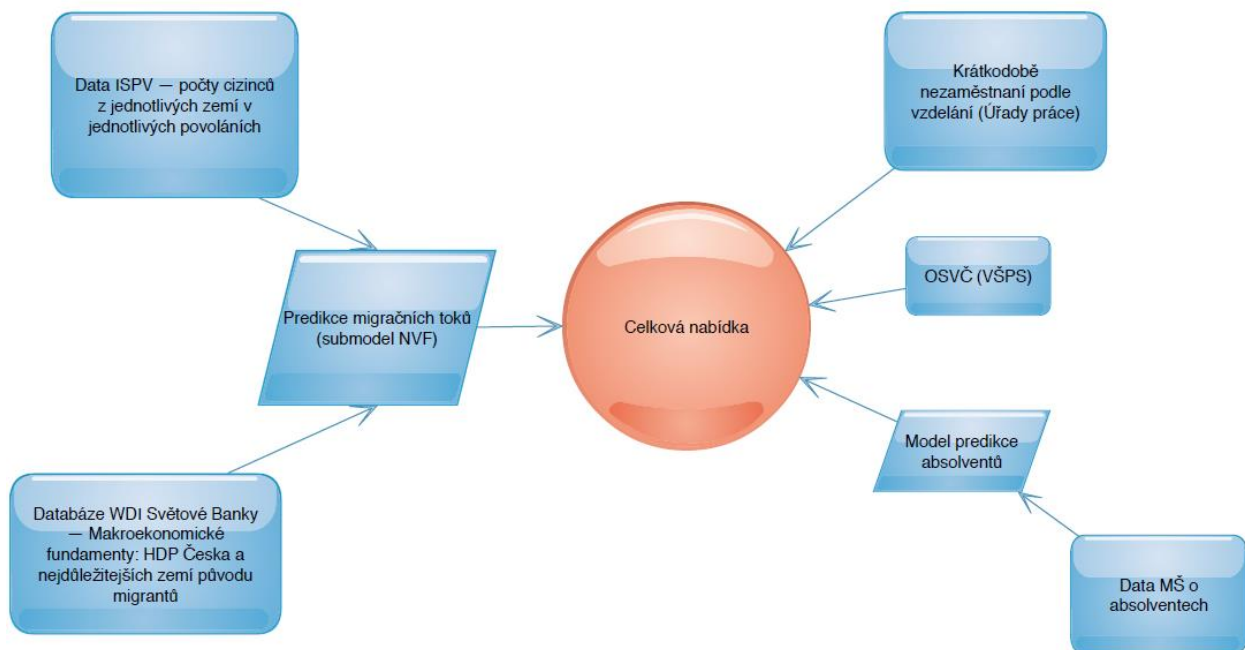 Data ISPV — počty cizinců
z jednotlivých zemí v
jednotlivých povoláních
Krátkodobě
nezaměstnaní podle
vzdelání (Úřady práce)
OSVČ (VŠPS)
Predikce migračních toků
(submodel NVF)
Celková nabídka
Model predikce
absolventů
Databáze WDI Světové Banky
— Makroekonomické
fundamenty: HDP Česka a
nejdůležitejších zemí původu
migrantů
Data MŠ o
absolventech